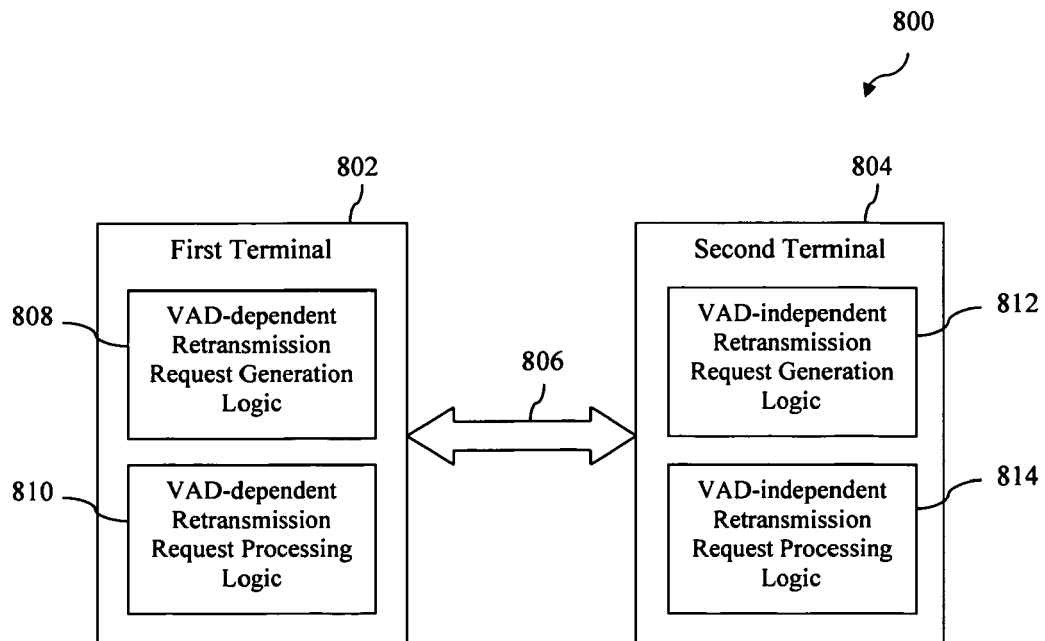 800
802
804
First Terminal
Second Terminal
808
VAD-dependent
Retransmission
Request Generation
Logic
806
VAD-independent
Retransmission
Request Generation
Logic
812
810
VAD-dependent
Retransmission
Request Processing
Logic
VAD-independent
Retransmission
Request Processing
Logic
814